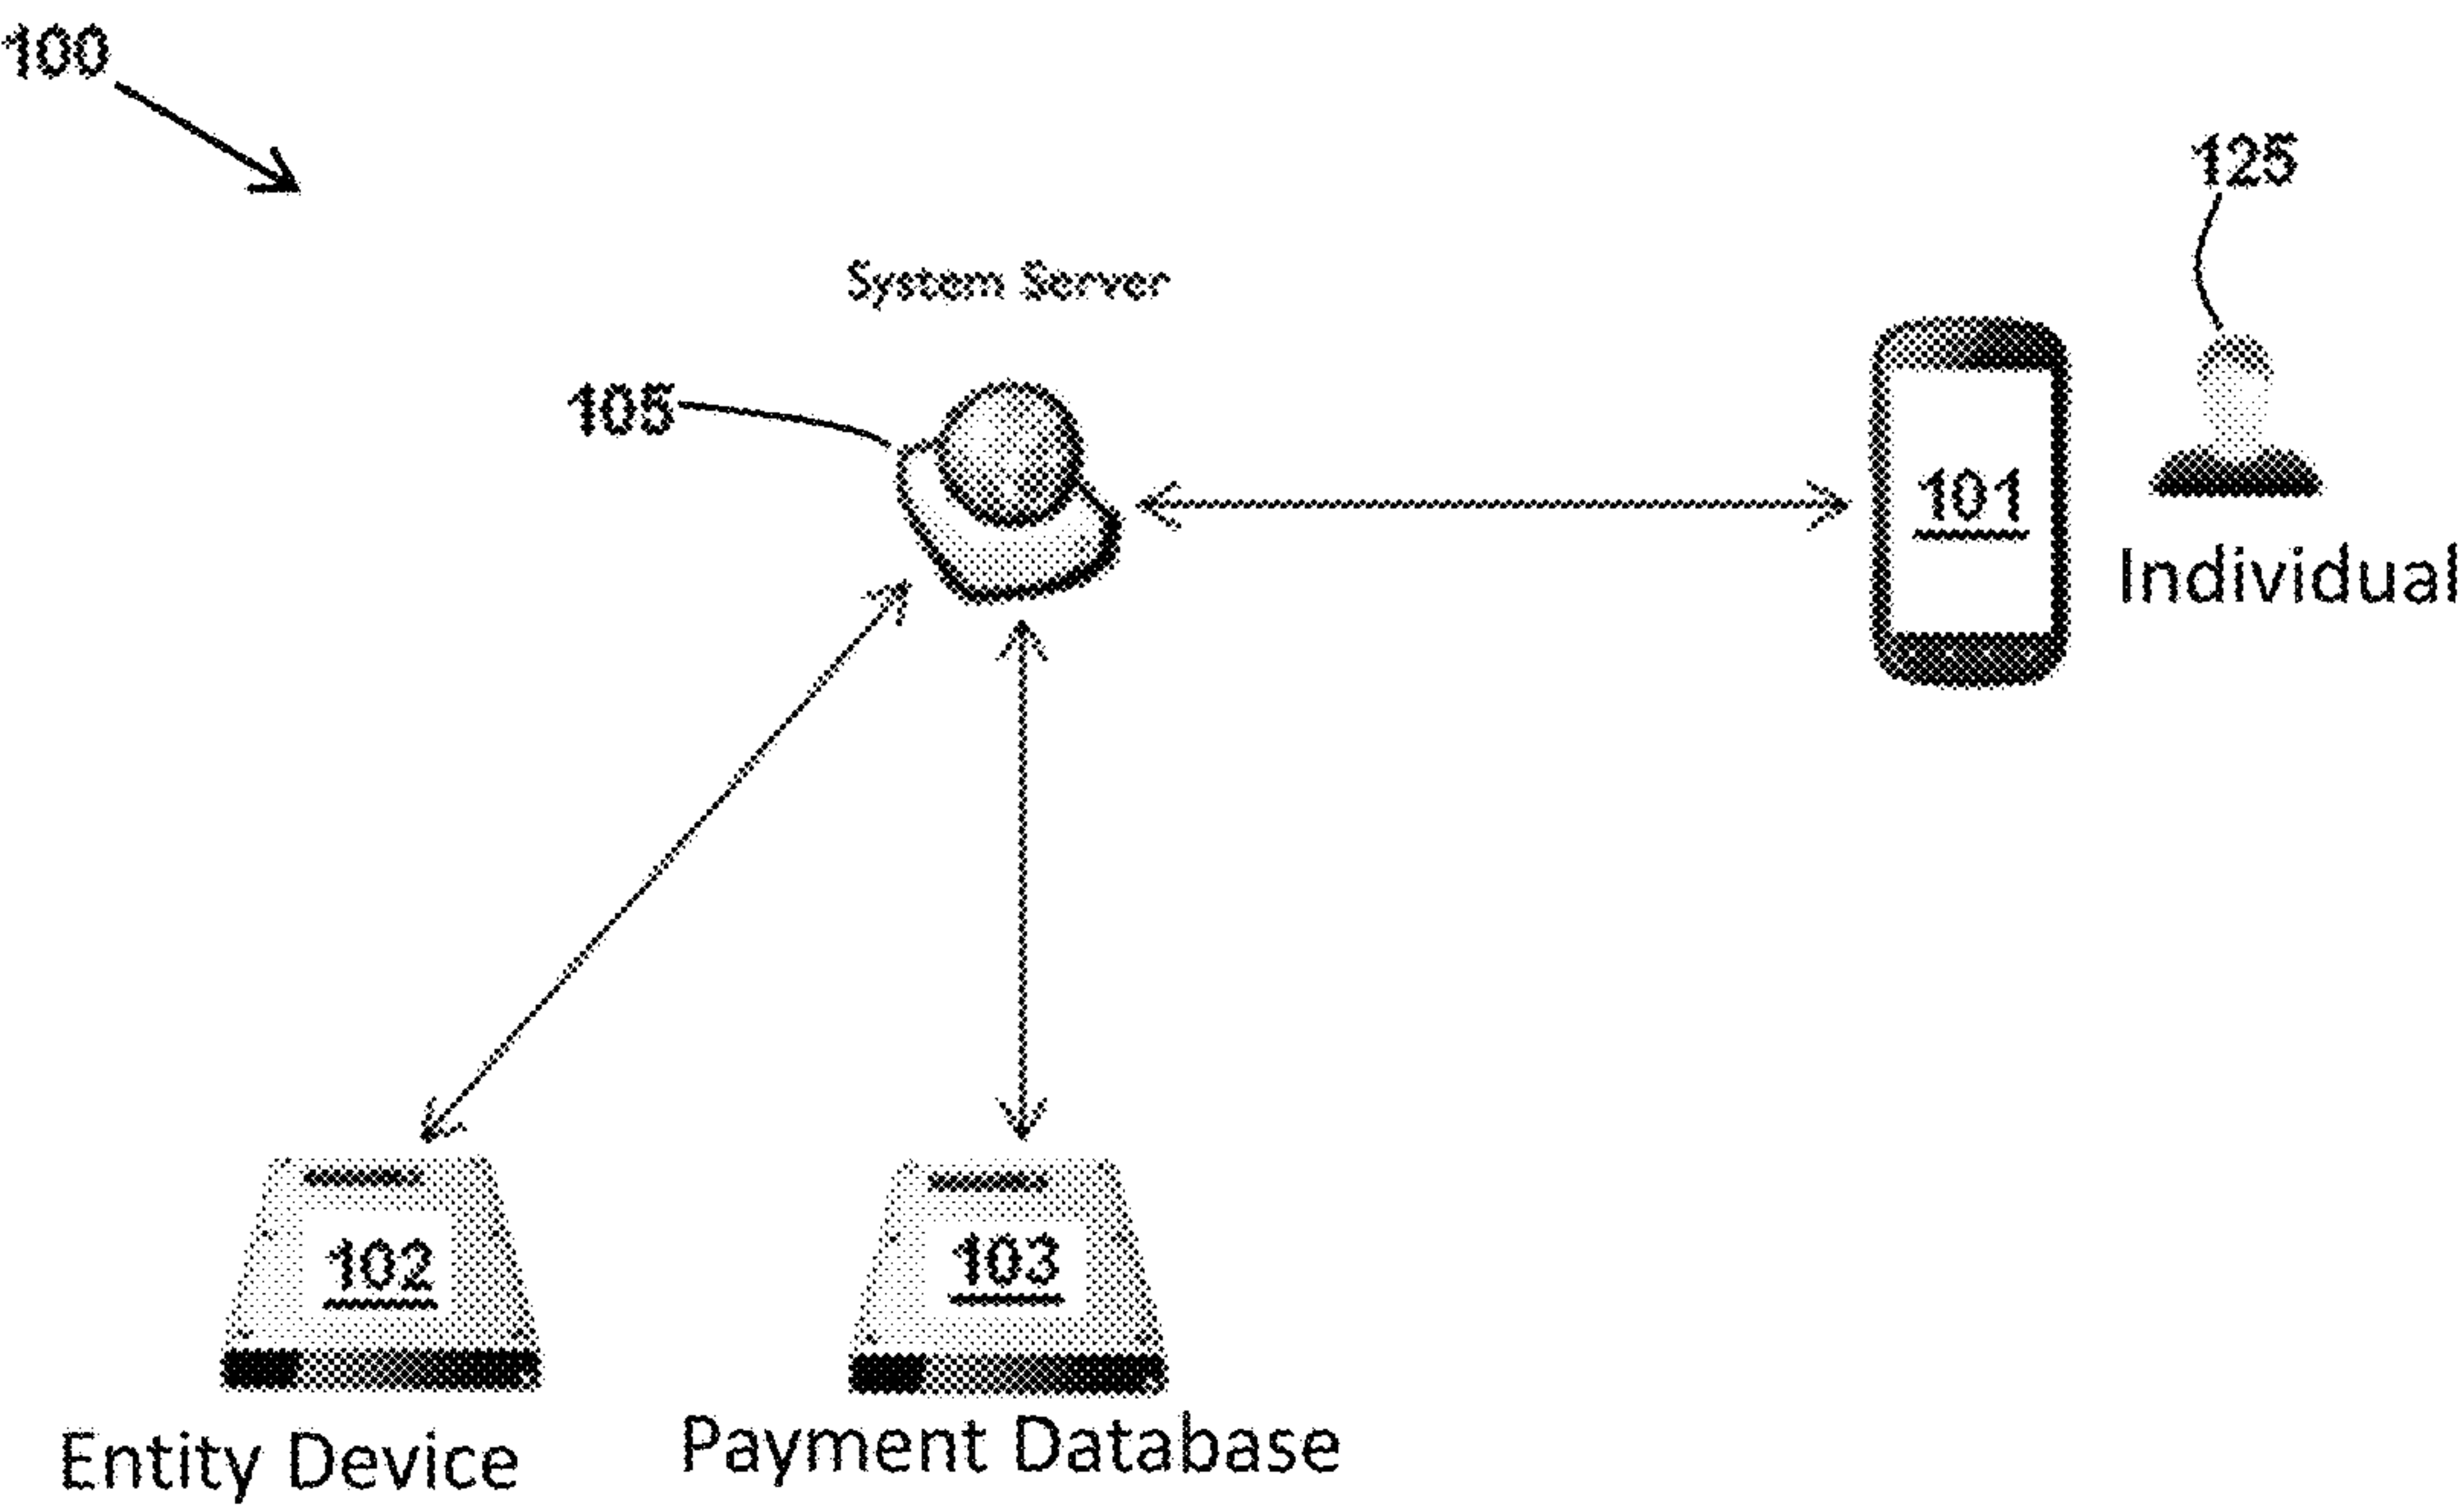 100
125
System Server
105
101
Individual
102
103
Entity Device
Payment Database